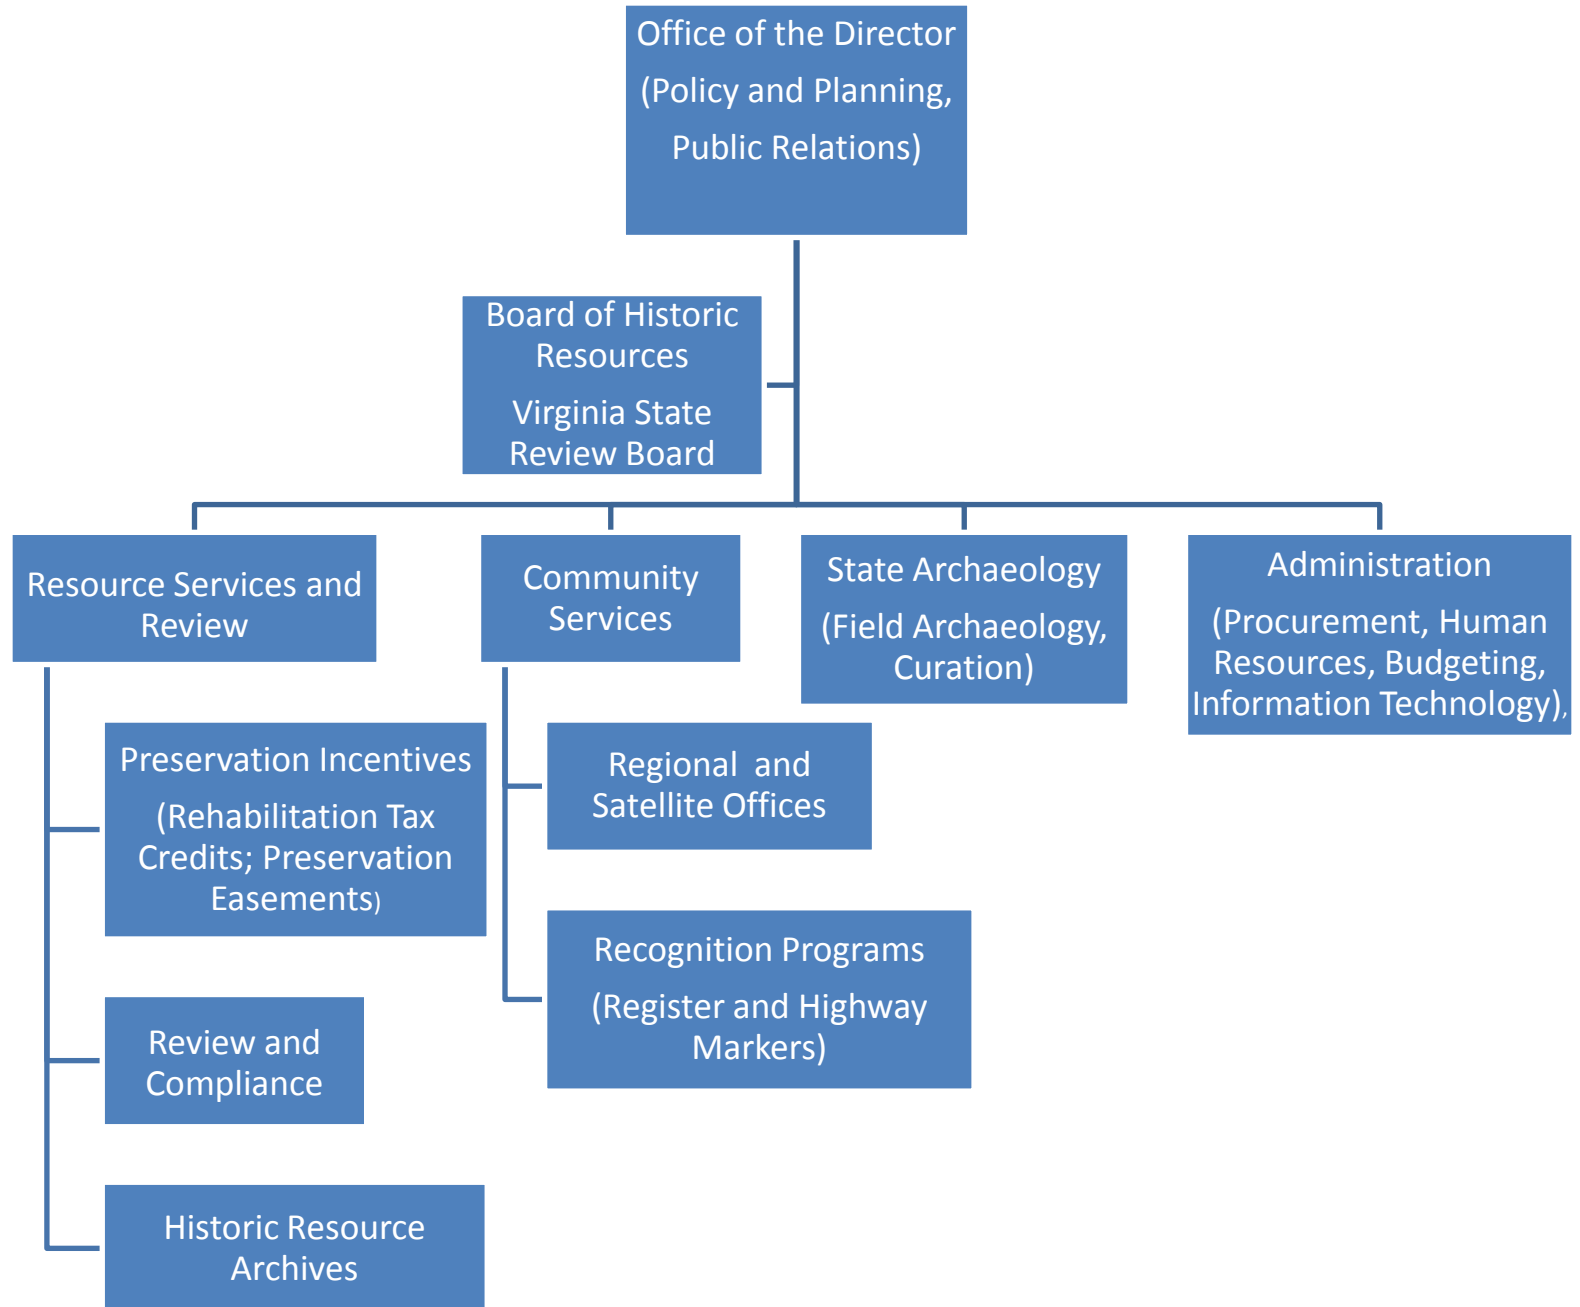 Office of the Director
(Policy and Planning,
Public Relations)
Board of Historic
Resources
Virginia State
Review Board
Resource Services and
Review
Community
Services
State Archaeology
(Field Archaeology,
Curation)
Administration
(Procurement, Human
Resources, Budgeting,
Information Technology),
Preservation Incentives
(Rehabilitation Tax
Credits; Preservation
Easements)
Regional and
Satellite Offices
Recognition Programs
(Register and Highway
Markers)
Review and
Compliance
Historic Resource
Archives